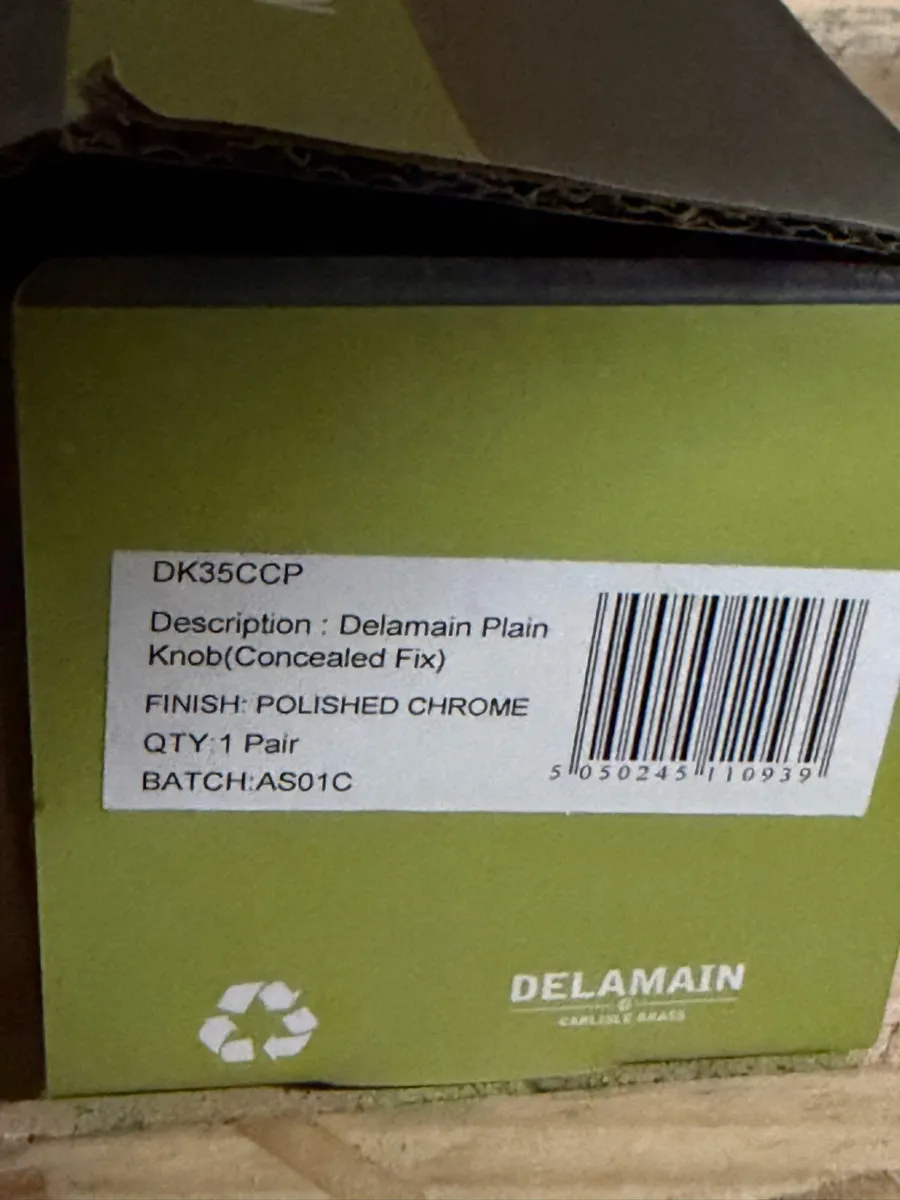 DK35CCP
Description : Delamain Plain
Knob(Concealed Fix)
FINISH: POLISHED CHROME
QTY:1 Pair
BATCH:AS01C
5 050245 110939
DELAMAIN
CARLISLE BRASS